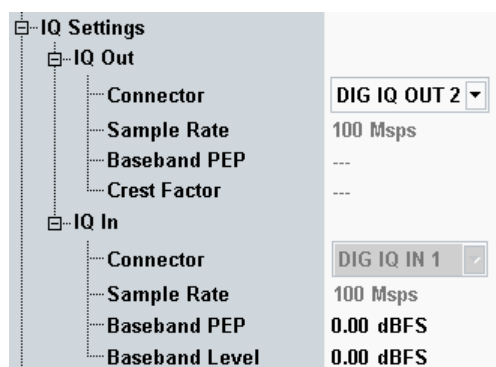 IQ Settings
IQ Out
Connector DIG IQ OUT 2
Sample Rate 100 Msps
Baseband PEP ---
Crest Factor ---
IQ In
Connector DIG IQ IN 1
Sample Rate 100 Msps
Baseband PEP 0.00 dBFS
Baseband Level 0.00 dBFS